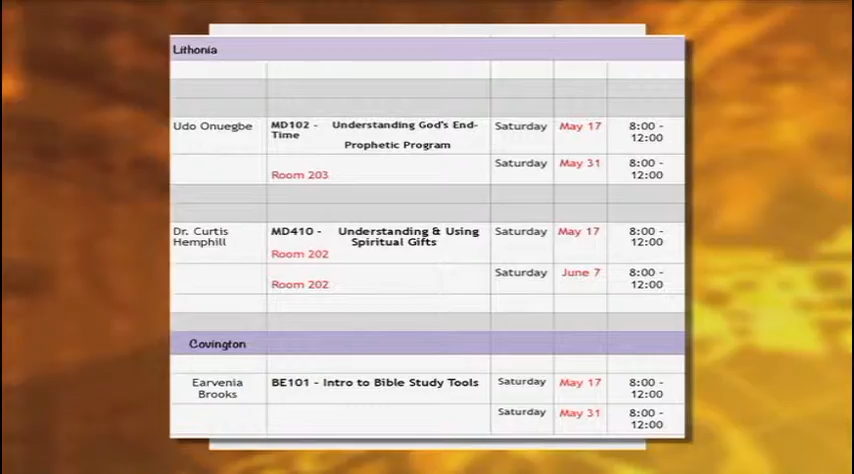 Lithonia
Udo Onuegbe MD102 - Understanding God's End- Saturday May 17 8:00 -
Time 12:00
Prophetic Program
Saturday May 31 8:00 -
Room 203 12:00
Dr. Curtis MD410 - Understanding & Using Saturday May 17 8:00 -
Hemphill Spiritual Gifts 12:00
Room 202
Saturday June 7 8:00 -
Room 202 12:00
Covington
Earvenia BE101 - Intro to Bible Study Tools Saturday May 17 8:00 -
Brooks 12:00
Saturday May 31 8:00 -
12:00